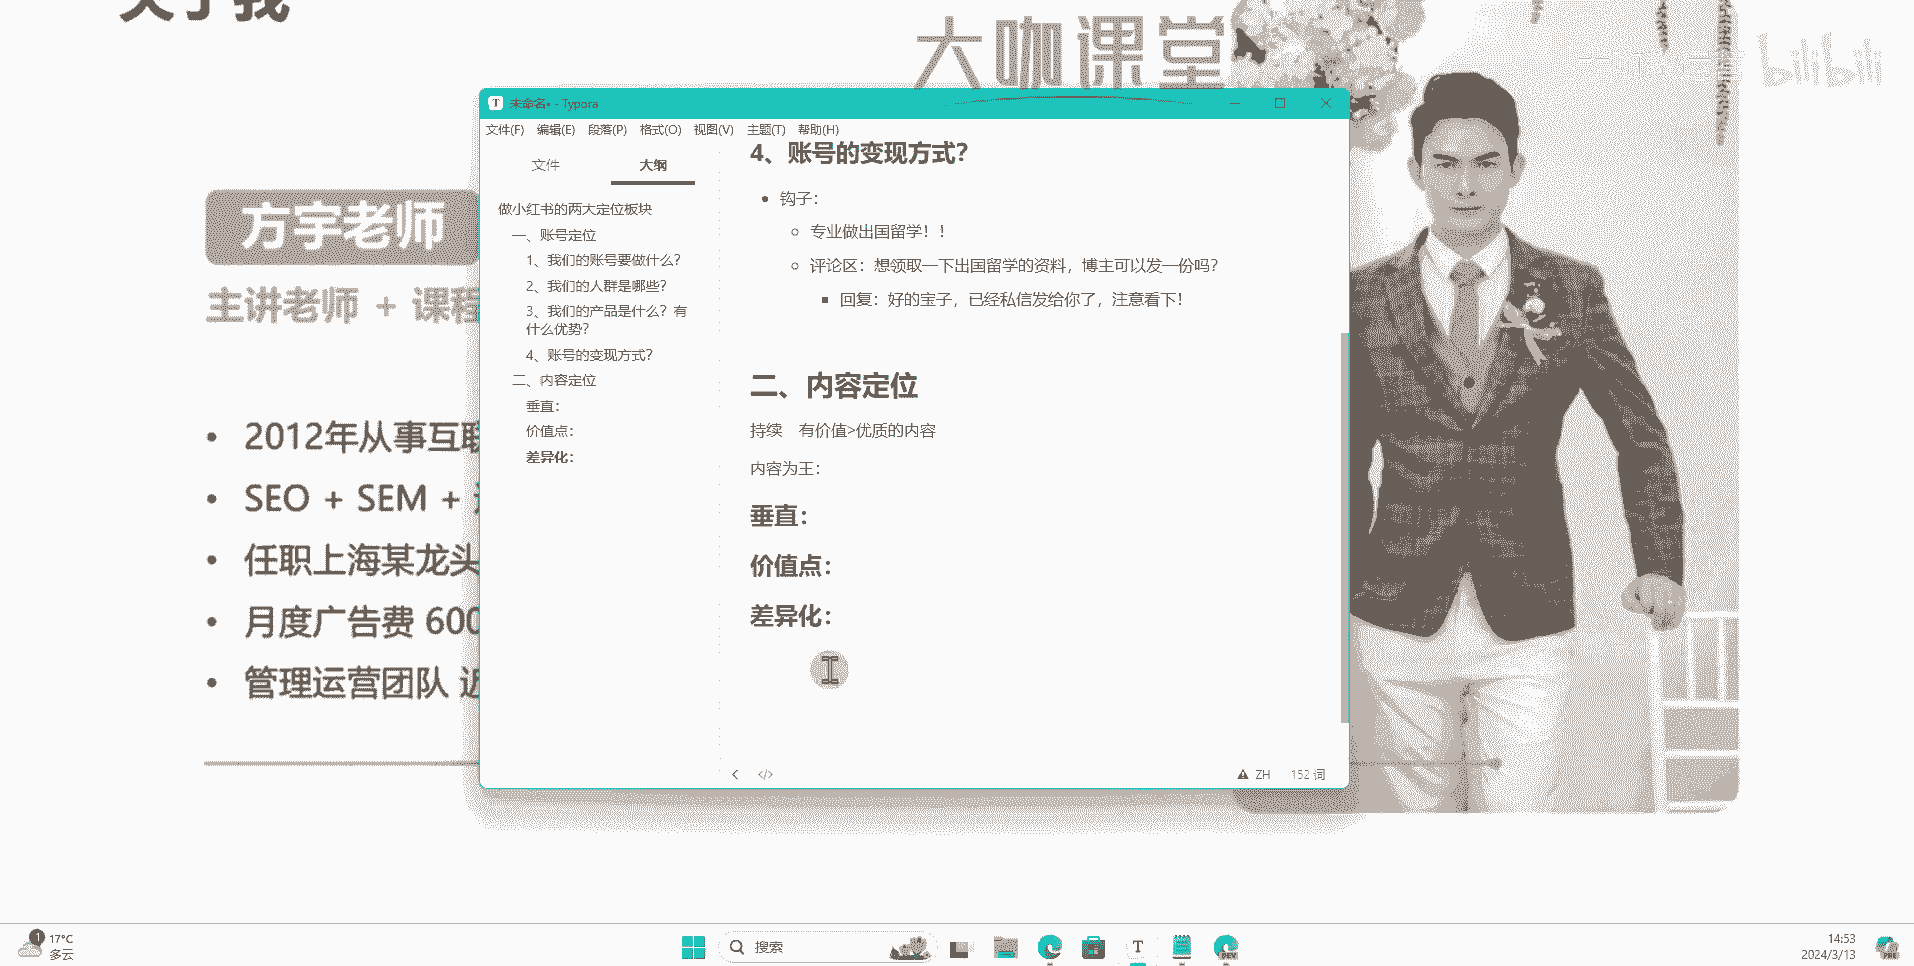 关于我
大咖课堂
bilibili
方宇老师
主讲老师 + 课程
2012年从事互联
SEO + SEM +
任职上海某龙头
月度广告费 600
管理运营团队 近
未命名• - Typora
文件(F) 编辑(E) 段落(P) 格式(O) 视图(V) 主题(T) 帮助(H)
文件 大纲
做小红书的两大定位板块
一、账号定位
1、我们的账号要做什么？
2、我们的人群是哪些？
3、我们的产品是什么？有
什么优势？
4、账号的变现方式？
二、内容定位
垂直：
价值点：
差异化：
4、账号的变现方式？
钩子：
专业做出国留学！！
评论区：想领取一下出国留学的资料，博主可以发一份吗？
回复：好的宝子，已经私信发给你了，注意看下！
二、内容定位
持续 有价值>优质的内容
内容为王：
垂直：
价值点：
差异化：
ZH 152 词
1
17°C
多云
搜索
T
DEV
14:53
2024/3/13
PRE